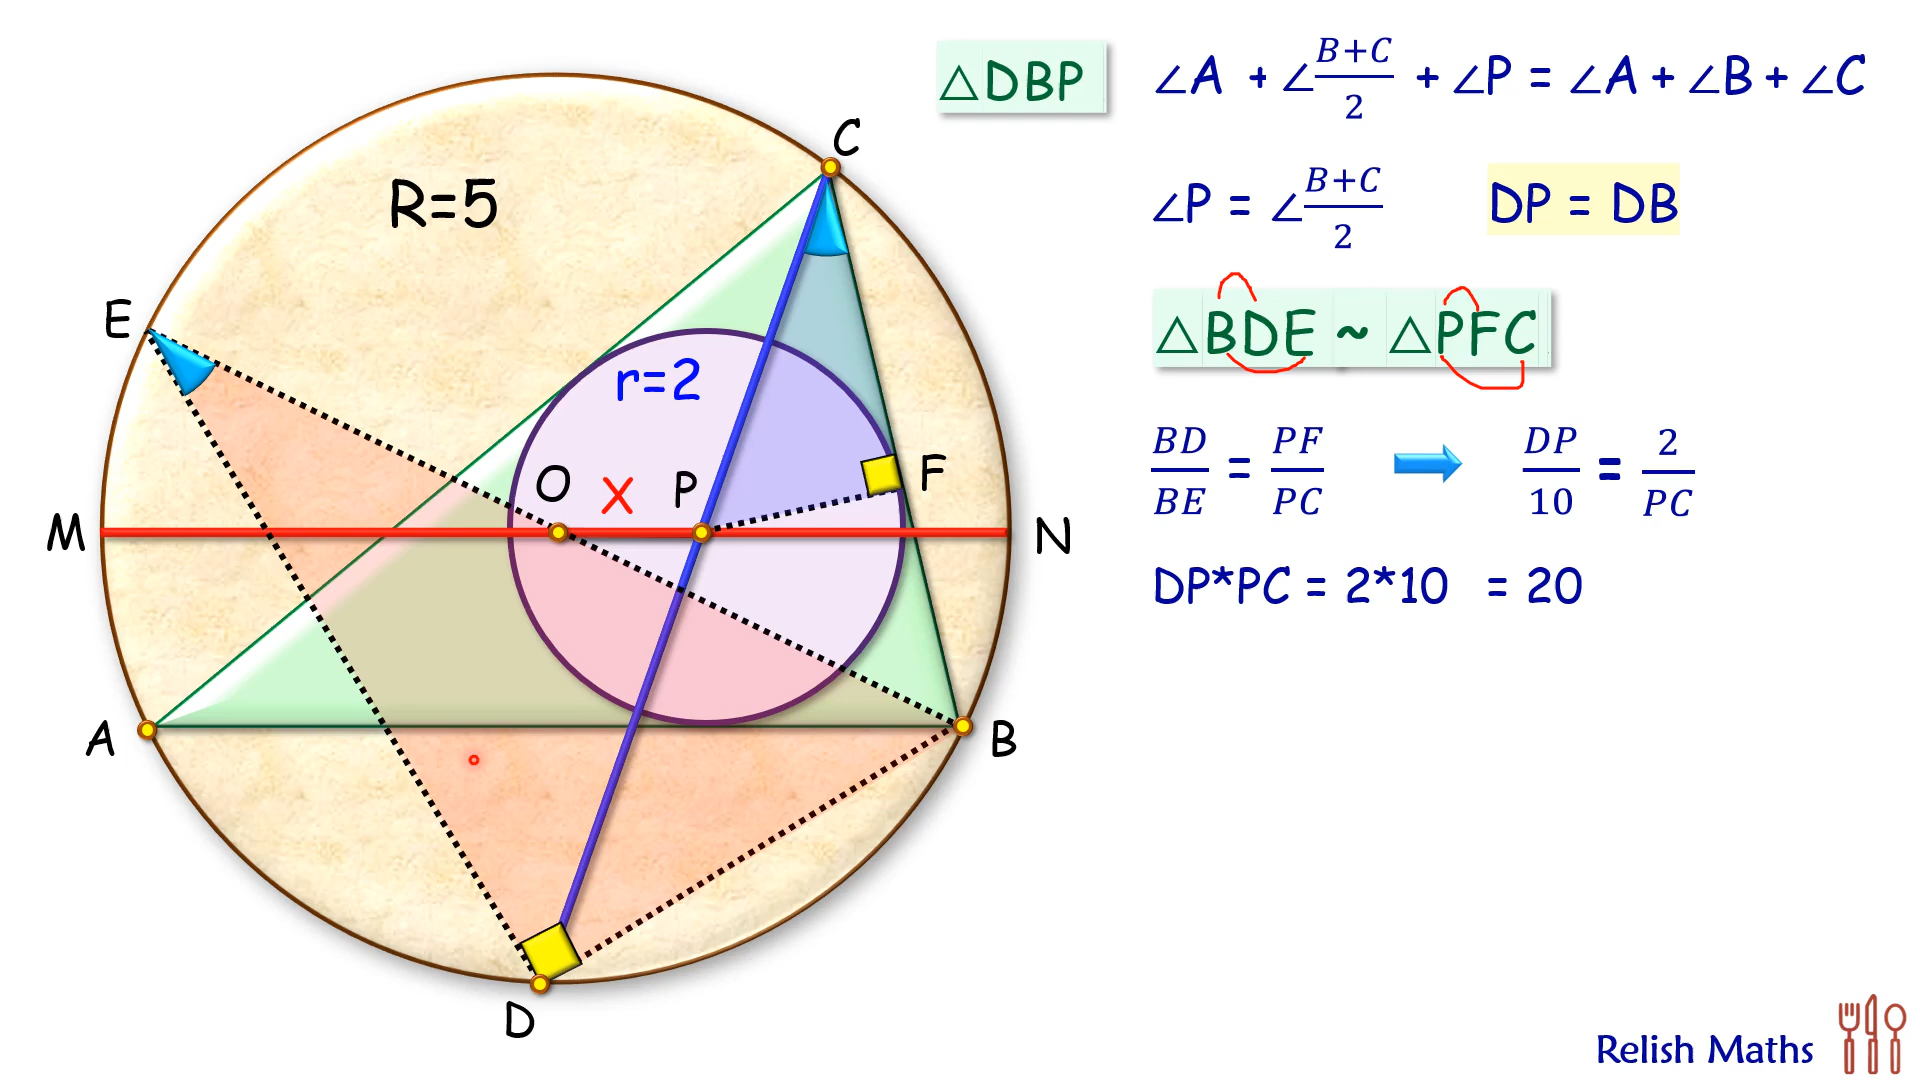 △DBP
∠A + ∠(B+C)/2 + ∠P = ∠A + ∠B + ∠C
∠P = ∠(B+C)/2
DP = DB
△BDE ~ △PFC
BD/BE = PF/PC
DP/10 = 2/PC
DP*PC = 2*10 = 20
C
R=5
E
r=2
F
O
X
P
M
N
A
B
D
Relish Maths